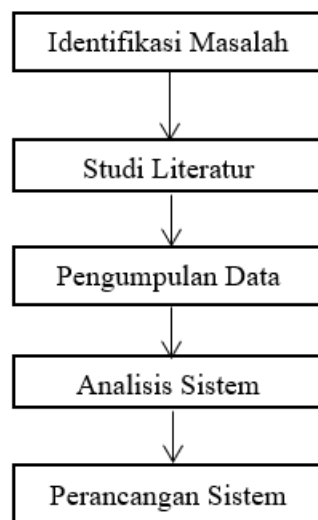 Identifikasi Masalah
Studi Literatur
Pengumpulan Data
Analisis Sistem
Perancangan Sistem